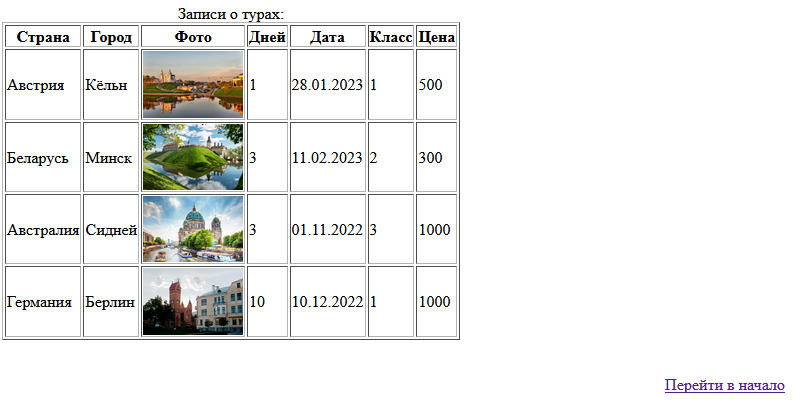 Записи о турах:
Страна Город Фото Дней Дата Класс Цена
Австрия Кёльн 1 28.01.2023 1 500
Беларусь Минск 3 11.02.2023 2 300
Австралия Сидней 3 01.11.2022 3 1000
Германия Берлин 10 10.12.2022 1 1000
Перейти в начало